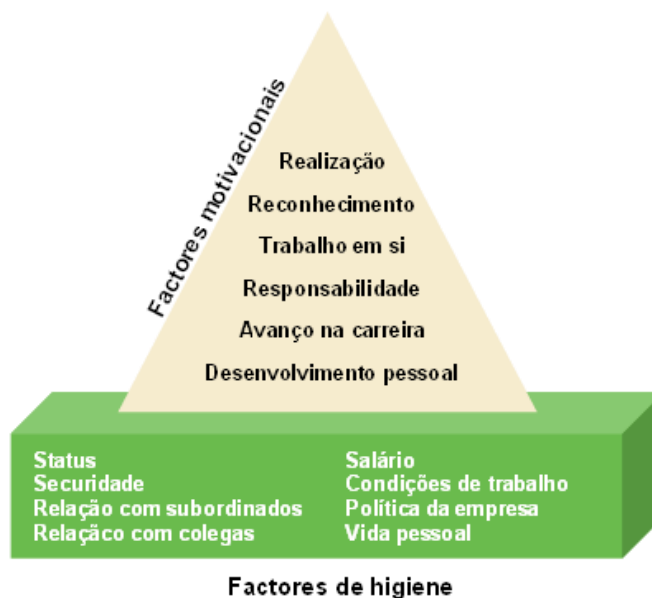 Factores motivacionais
Realização
Reconhecimento
Trabalho em si
Responsabilidade
Avanço na carreira
Desenvolvimento pessoal
Status
Securidade
Relação com subordinados
Relaçãco com colegas
Salário
Condições de trabalho
Política da empresa
Vida pessoal
Factores de higiene